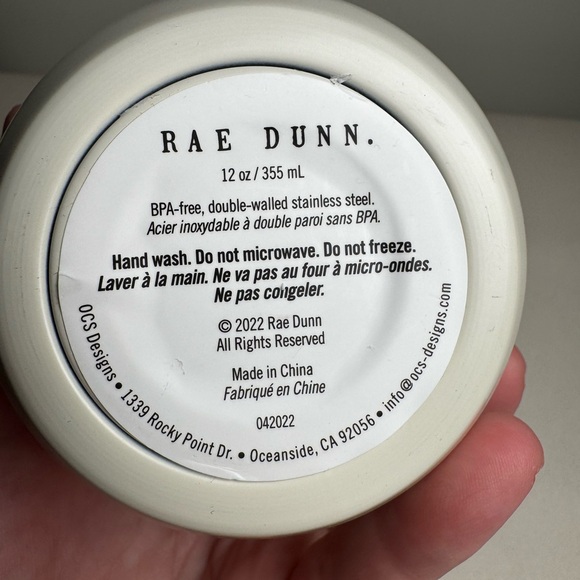 RAE DUNN.
12 oz / 355 mL
BPA-free, double-walled stainless steel.
Acier inoxydable à double paroi sans BPA.
Hand wash. Do not microwave. Do not freeze.
Laver à la main. Ne va pas au four à micro-ondes.
Ne pas congeler.
© 2022 Rae Dunn
All Rights Reserved
Made in China
Fabriqué en Chine
042022
OCS Designs • 1339 Rocky Point Dr. • Oceanside, CA 92056 • info@ocs-designs.com